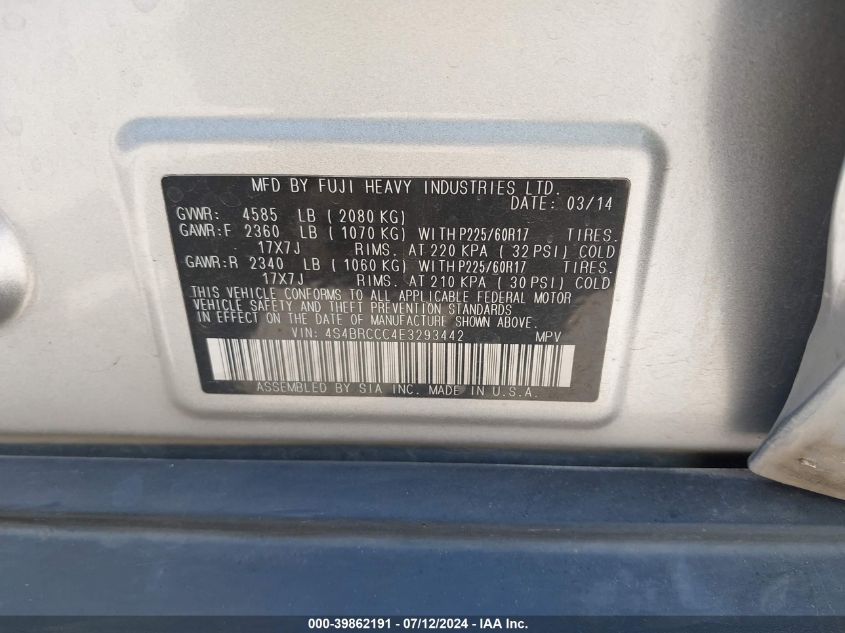 MFD BY FUJI HEAVY INDUSTRIES LTD.
DATE: 03/14
GVWR: 4585 LB ( 2080 KG)
GAWR:F 2360 LB ( 1070 KG) WITH P225/60R17 TIRES.
17X7J RIMS. AT 220 KPA ( 32 PSI) COLD
GAWR:R 2340 LB ( 1060 KG) WITH P225/60R17 TIRES.
17X7J RIMS. AT 210 KPA ( 30 PSI) COLD
THIS VEHICLE CONFORMS TO ALL APPLICABLE FEDERAL MOTOR
VEHICLE SAFETY AND THEFT PREVENTION STANDARDS
IN EFFECT ON THE DATE OF MANUFACTURE SHOWN ABOVE.
VIN: 4S4BRCCC4E3293442 MPV
ASSEMBLED BY SIA INC. MADE IN U.S.A.
000-39862191 - 07/12/2024 - IAA Inc.